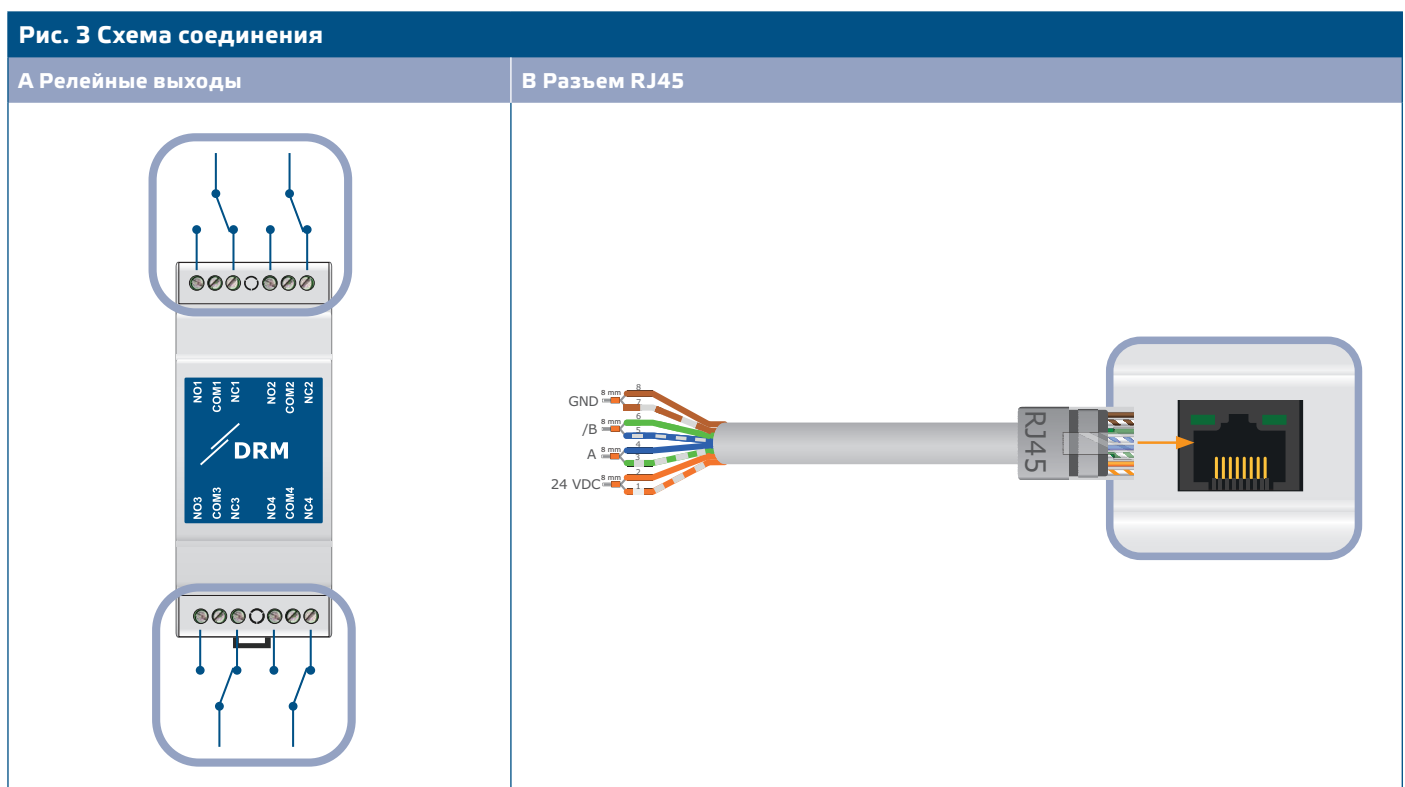 Рис. 3 Схема соединения
A Релейные выходы
B Разъем RJ45
NO1
COM1
NC1
NO2
COM2
NC2
DRM
NO3
COM3
NC3
NO4
COM4
NC4
8
GND 8 mm
7
6
/B 8 mm
5
4
A 8 mm
3
2
24 VDC 8 mm
1
RJ45